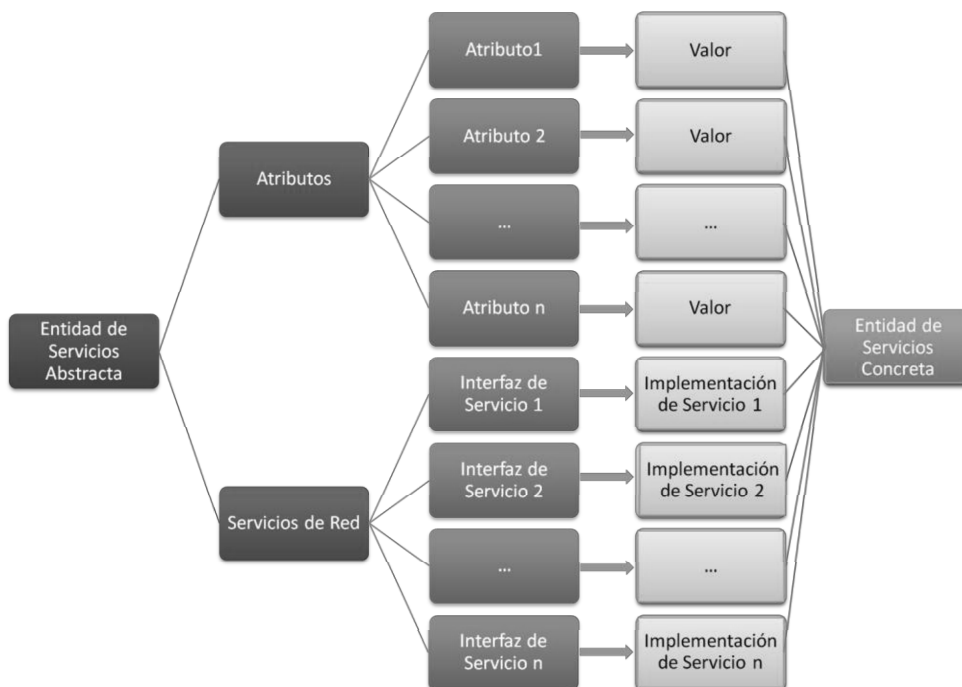 Atributo1
Valor
Atributo 2
Valor
Atributos
...
...
Atributo n
Valor
Entidad de
Servicios
Abstracta
Entidad de
Servicios
Concreta
Interfaz de
Servicio 1
Implementación
de Servicio 1
Interfaz de
Servicio 2
Implementación
de Servicio 2
Servicios de Red
...
...
Interfaz de
Servicio n
Implementación
de Servicio n